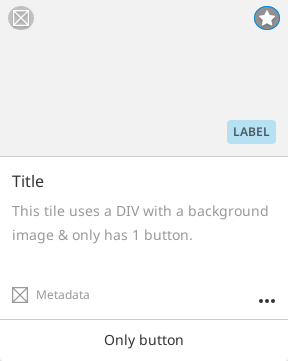 LABEL
Title
This tile uses a DIV with a background
image & only has 1 button.
Metadata
Only button